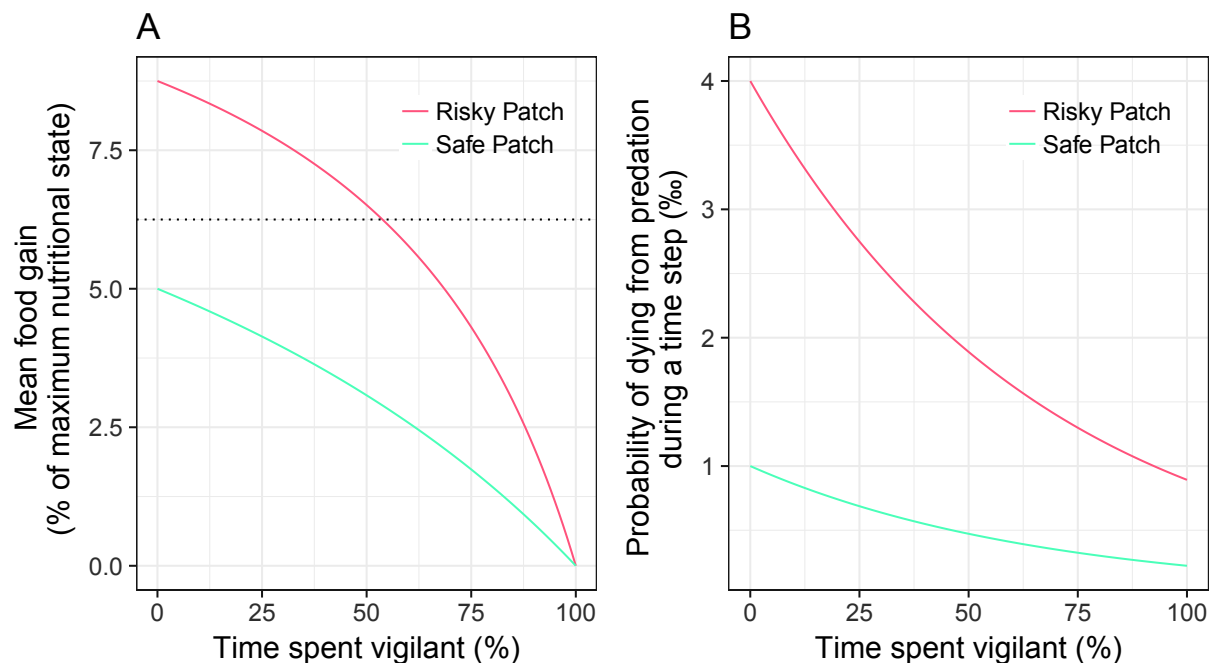 A
Mean food gain
(% of maximum nutritional state)
7.5
5.0
2.5
0.0
Risky Patch
Safe Patch
0 25 50 75 100
Time spent vigilant (%)
B
Probability of dying from predation
during a time step (‰)
4
3
2
1
Risky Patch
Safe Patch
0 25 50 75 100
Time spent vigilant (%)